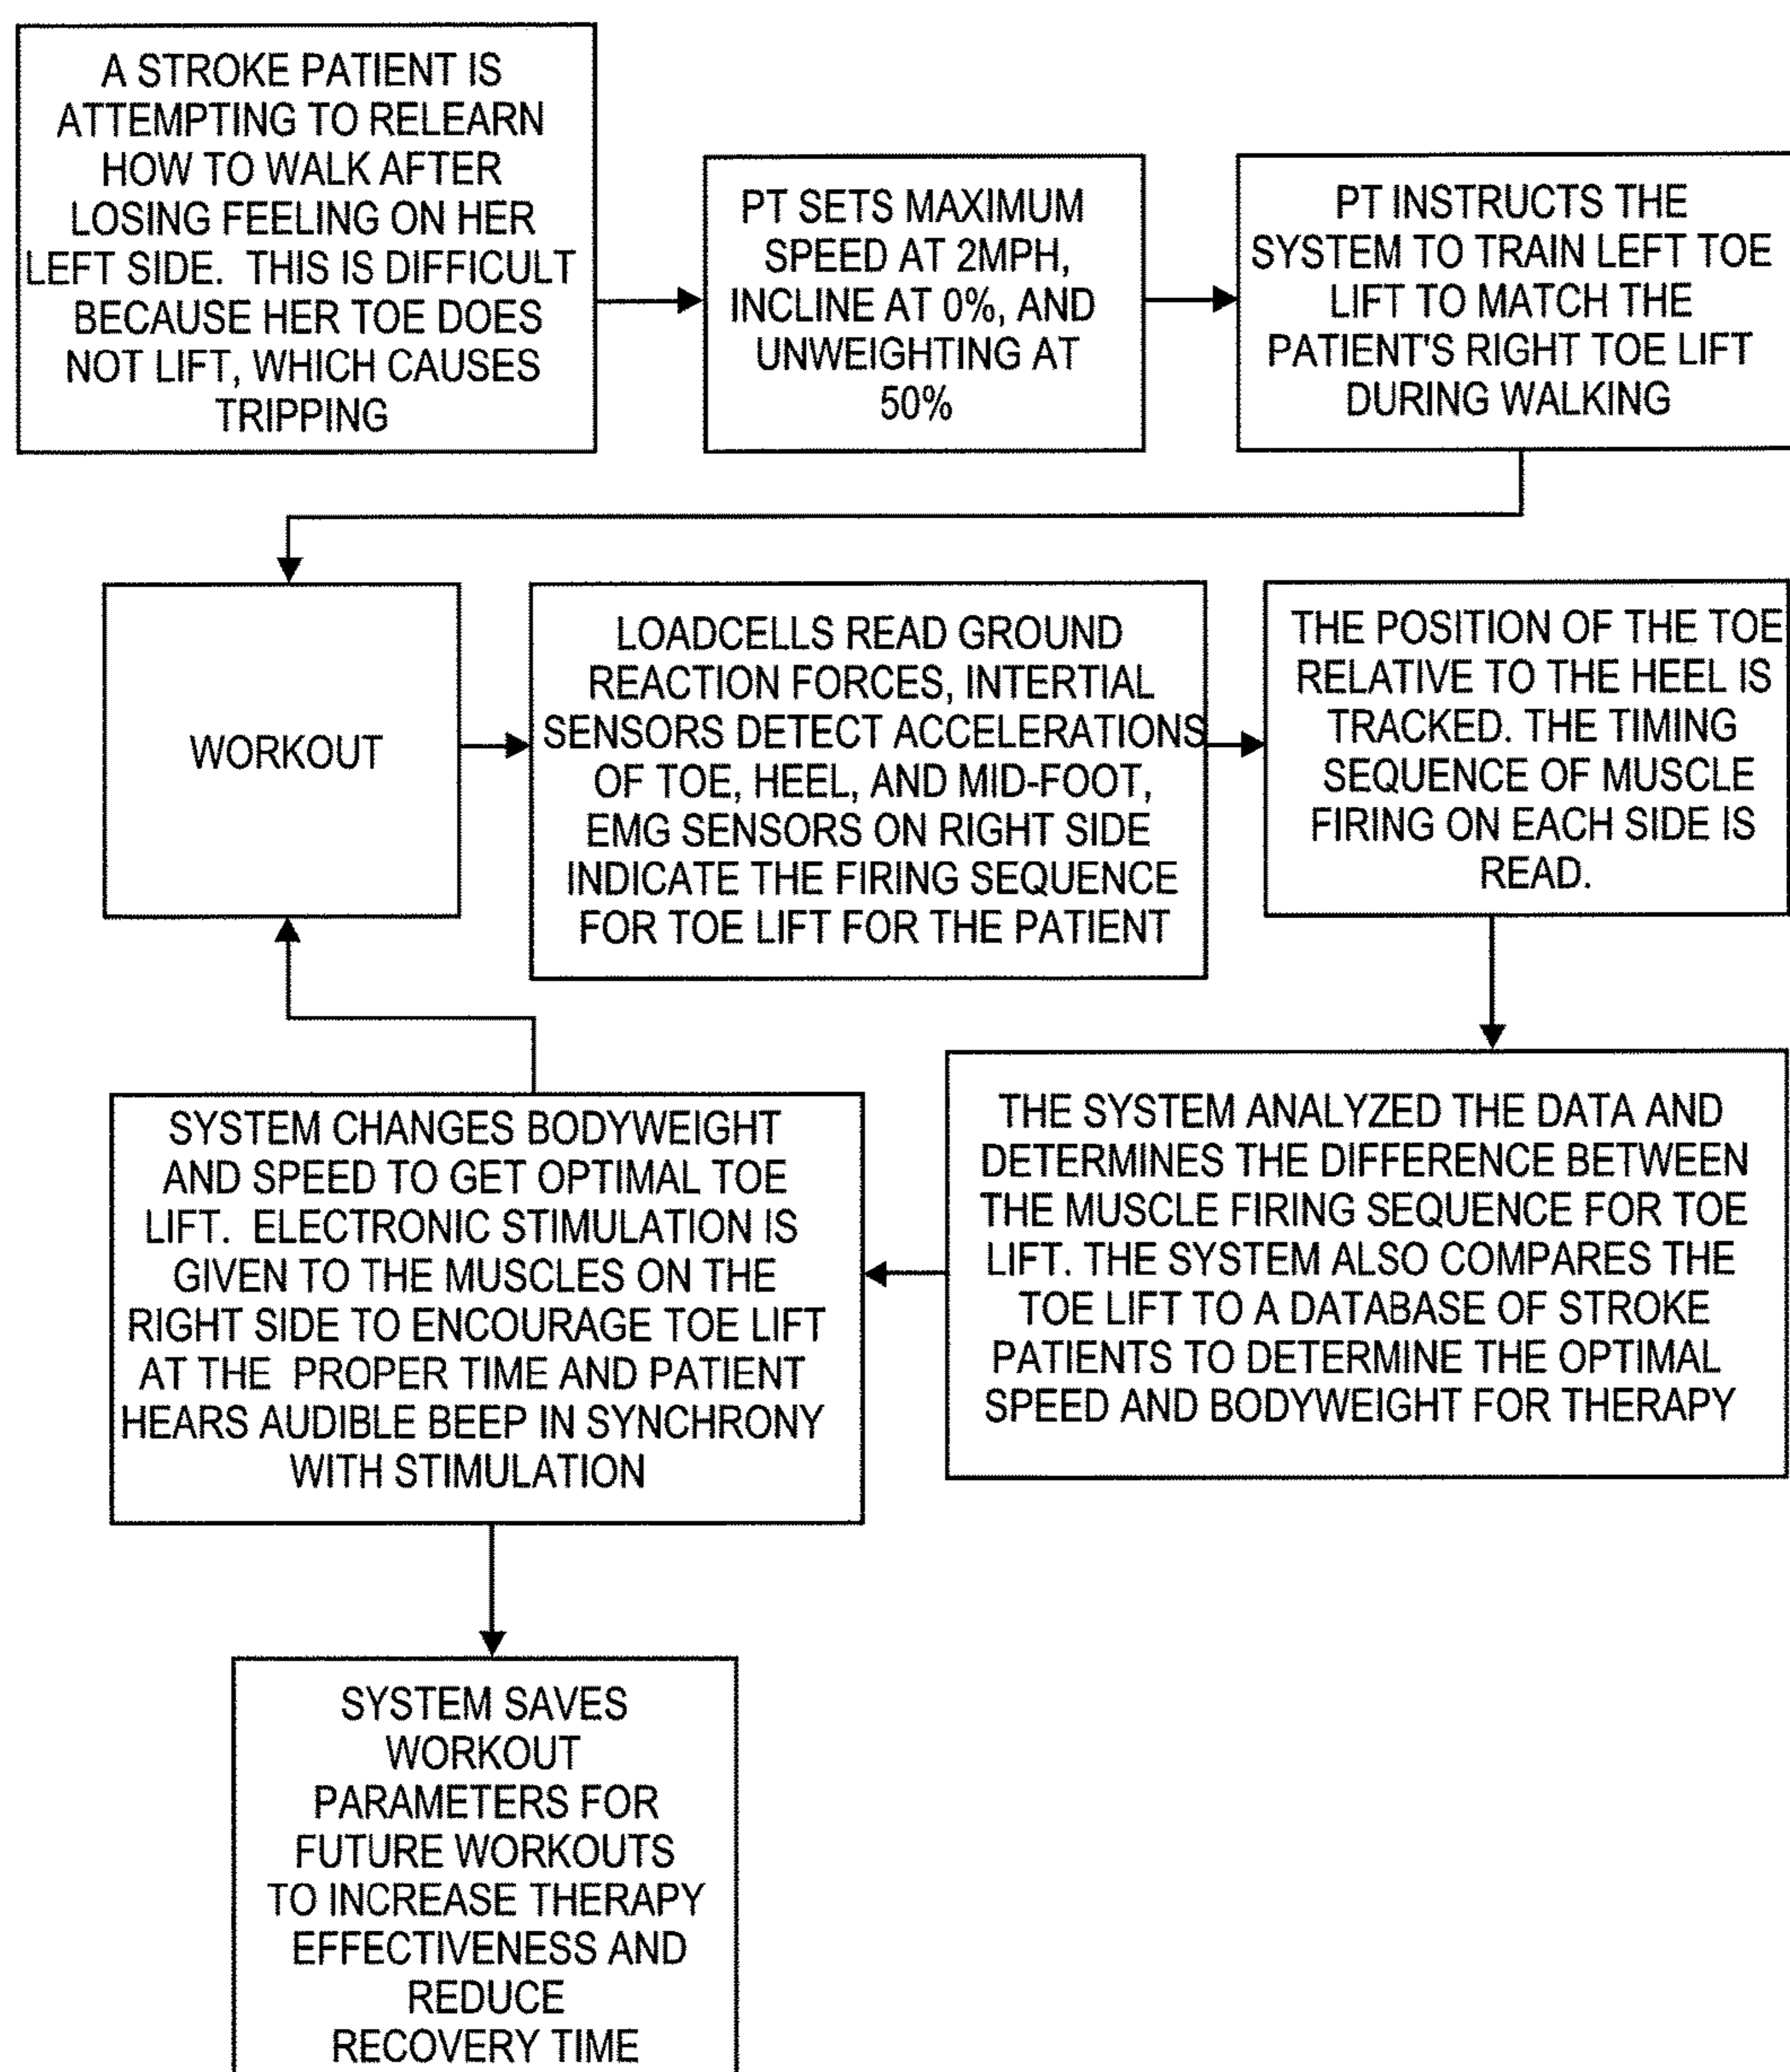 A STROKE PATIENT IS
ATTEMPTING TO RELEARN
HOW TO WALK AFTER
LOSING FEELING ON HER
LEFT SIDE. THIS IS DIFFICULT
BECAUSE HER TOE DOES
NOT LIFT, WHICH CAUSES
TRIPPING
PT SETS MAXIMUM
SPEED AT 2MPH,
INCLINE AT 0%, AND
UNWEIGHTING AT
50%
PT INSTRUCTS THE
SYSTEM TO TRAIN LEFT TOE
LIFT TO MATCH THE
PATIENT'S RIGHT TOE LIFT
DURING WALKING
WORKOUT
LOADCELLS READ GROUND
REACTION FORCES, INTERTIAL
SENSORS DETECT ACCELERATIONS
OF TOE, HEEL, AND MID-FOOT,
EMG SENSORS ON RIGHT SIDE
INDICATE THE FIRING SEQUENCE
FOR TOE LIFT FOR THE PATIENT
THE POSITION OF THE TOE
RELATIVE TO THE HEEL IS
TRACKED. THE TIMING
SEQUENCE OF MUSCLE
FIRING ON EACH SIDE IS
READ.
THE SYSTEM ANALYZED THE DATA AND
DETERMINES THE DIFFERENCE BETWEEN
THE MUSCLE FIRING SEQUENCE FOR TOE
LIFT. THE SYSTEM ALSO COMPARES THE
TOE LIFT TO A DATABASE OF STROKE
PATIENTS TO DETERMINE THE OPTIMAL
SPEED AND BODYWEIGHT FOR THERAPY
SYSTEM CHANGES BODYWEIGHT
AND SPEED TO GET OPTIMAL TOE
LIFT. ELECTRONIC STIMULATION IS
GIVEN TO THE MUSCLES ON THE
RIGHT SIDE TO ENCOURAGE TOE LIFT
AT THE PROPER TIME AND PATIENT
HEARS AUDIBLE BEEP IN SYNCHRONY
WITH STIMULATION
SYSTEM SAVES
WORKOUT
PARAMETERS FOR
FUTURE WORKOUTS
TO INCREASE THERAPY
EFFECTIVENESS AND
REDUCE
RECOVERY TIME